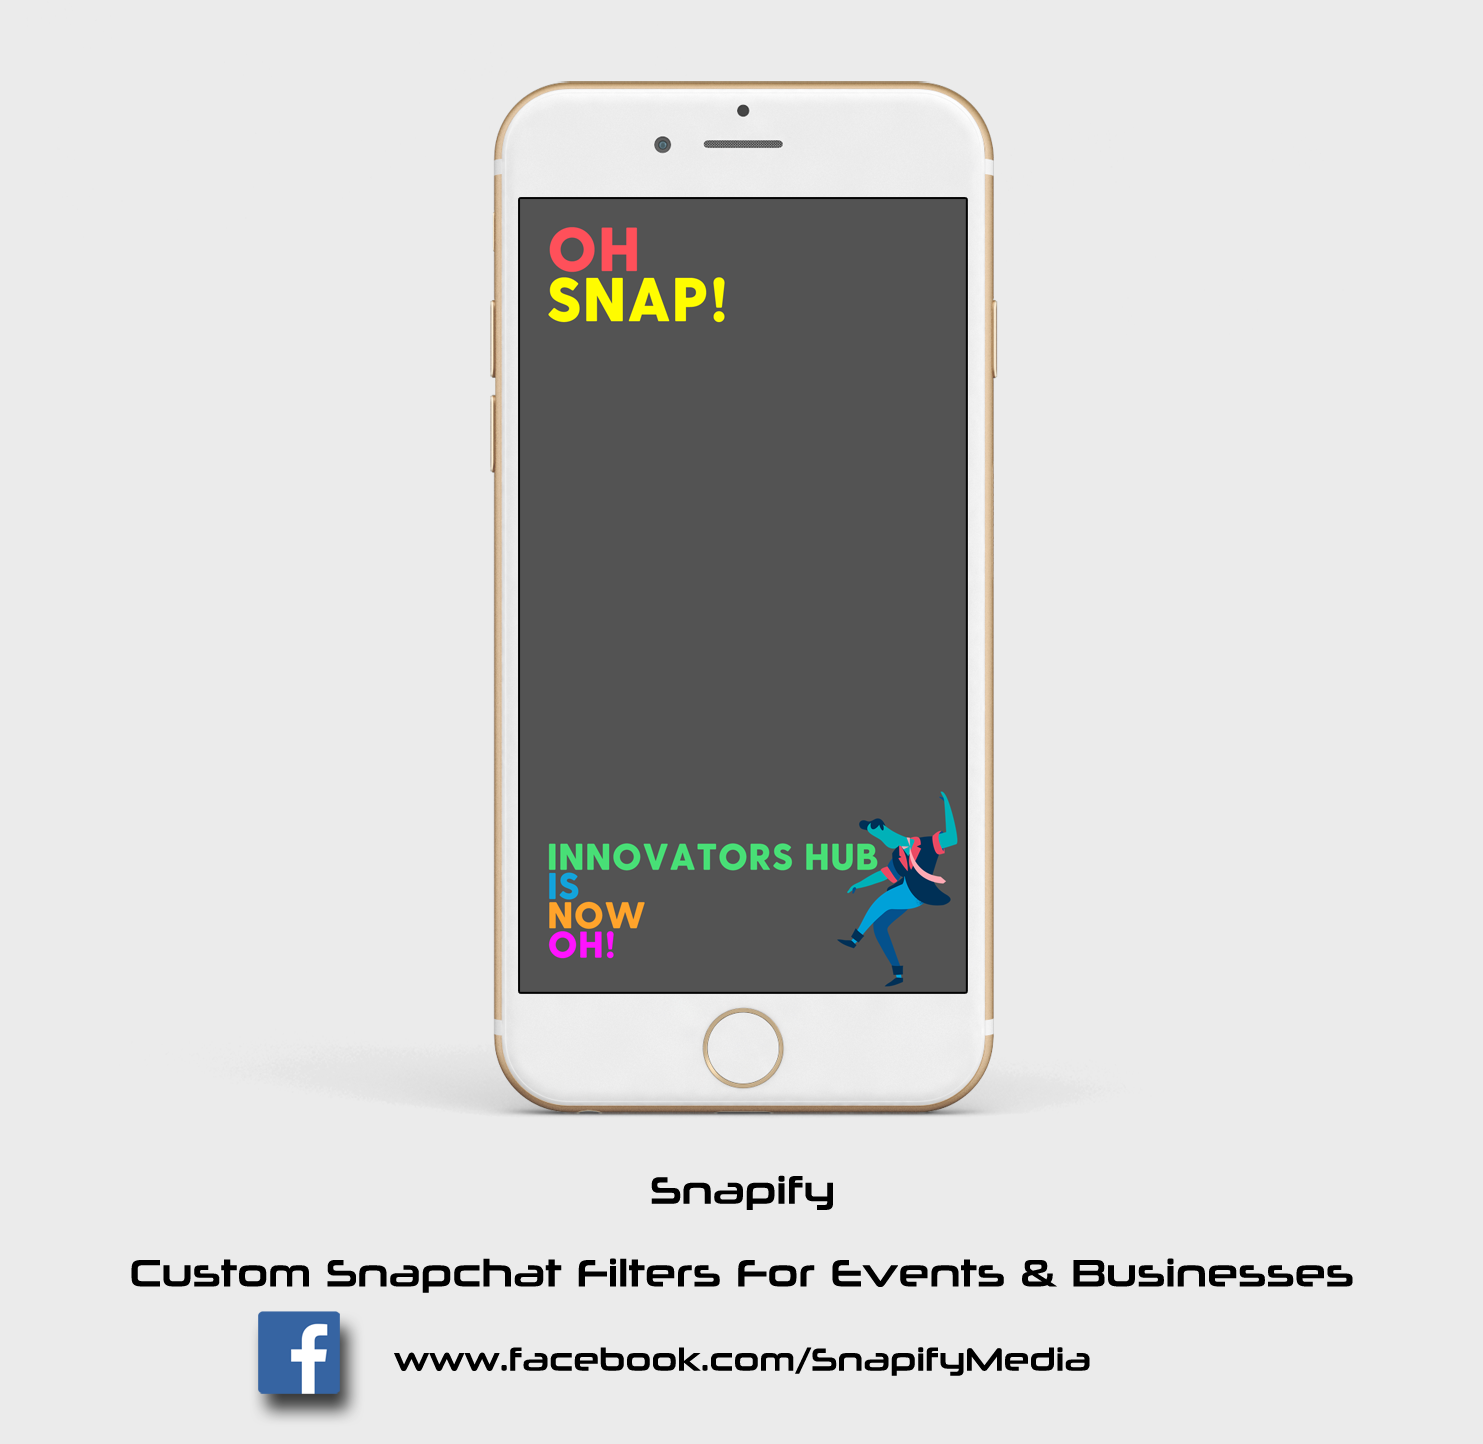 OH
SNAP!
INNOVATORS HUB
IS
NOW
OH!
Snapify
Custom Snapchat Filters For Events & Businesses
f
www.facebook.com/SnapifyMedia